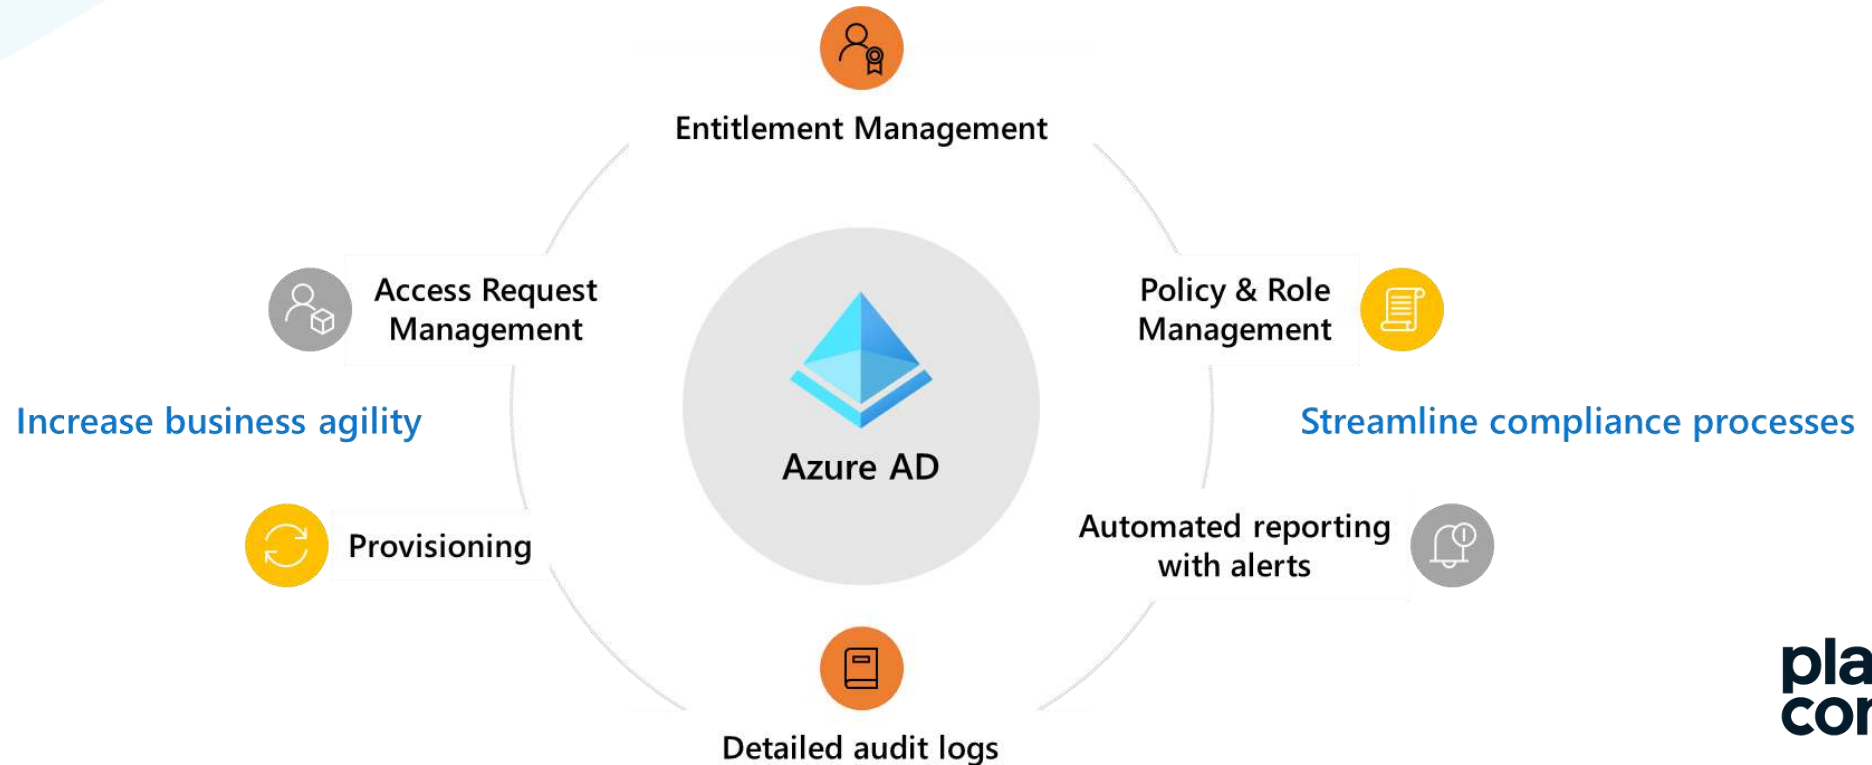 Entitlement Management
Access Request
Management
Policy & Role
Management
Increase business agility
Azure AD
Streamline compliance processes
Provisioning
Automated reporting
with alerts
Detailed audit logs